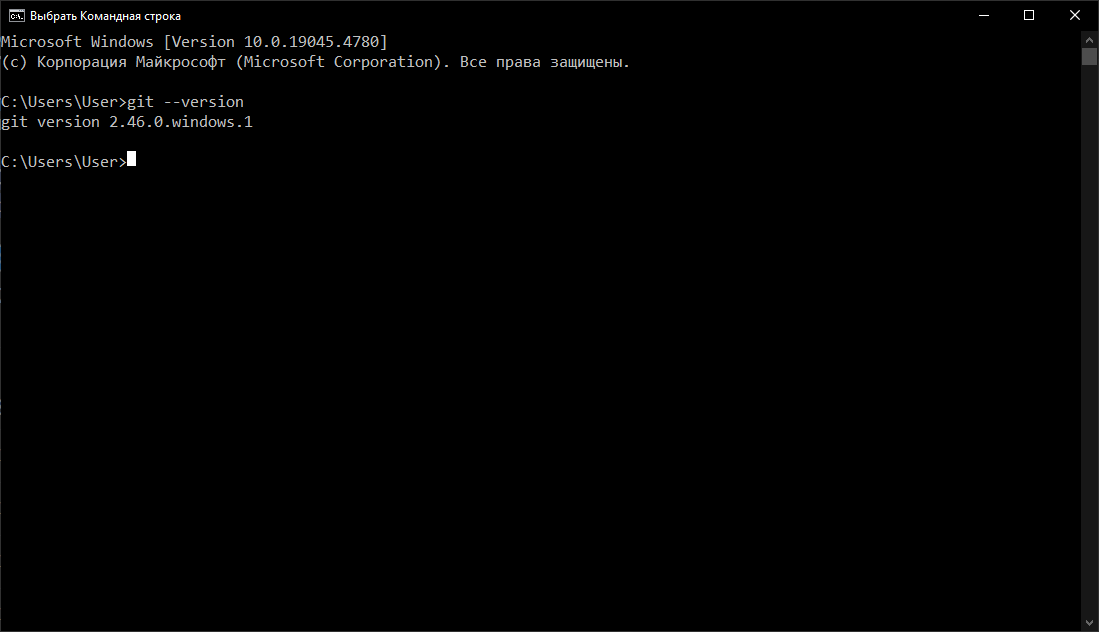 Выбрать Командная строка
Microsoft Windows [Version 10.0.19045.4780]
(c) Корпорация Майкрософт (Microsoft Corporation). Все права защищены.
C:\Users\User>git --version
git version 2.46.0.windows.1
C:\Users\User>